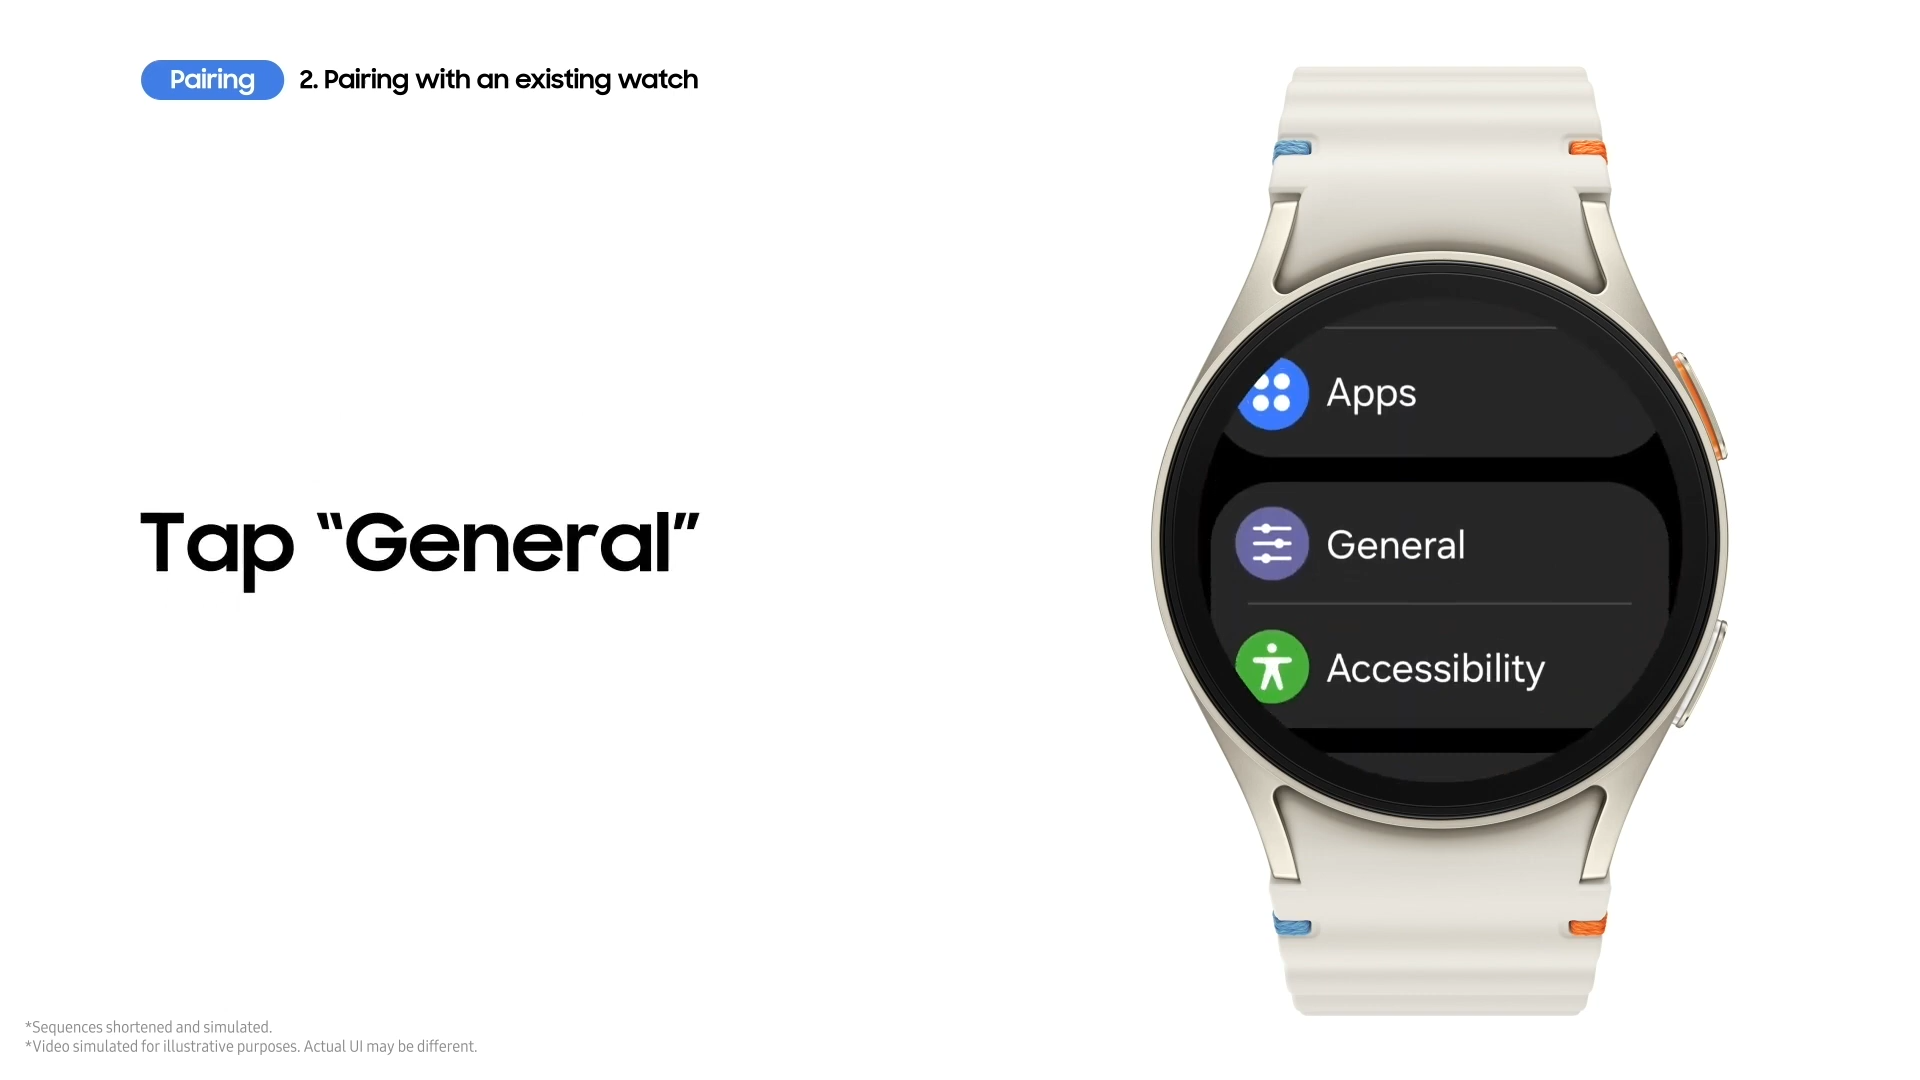 Pairing 2. Pairing with an existing watch
Tap “General”
Apps
General
Accessibility
*Sequences shortened and simulated.
*Video simulated for illustrative purposes. Actual UI may be different.